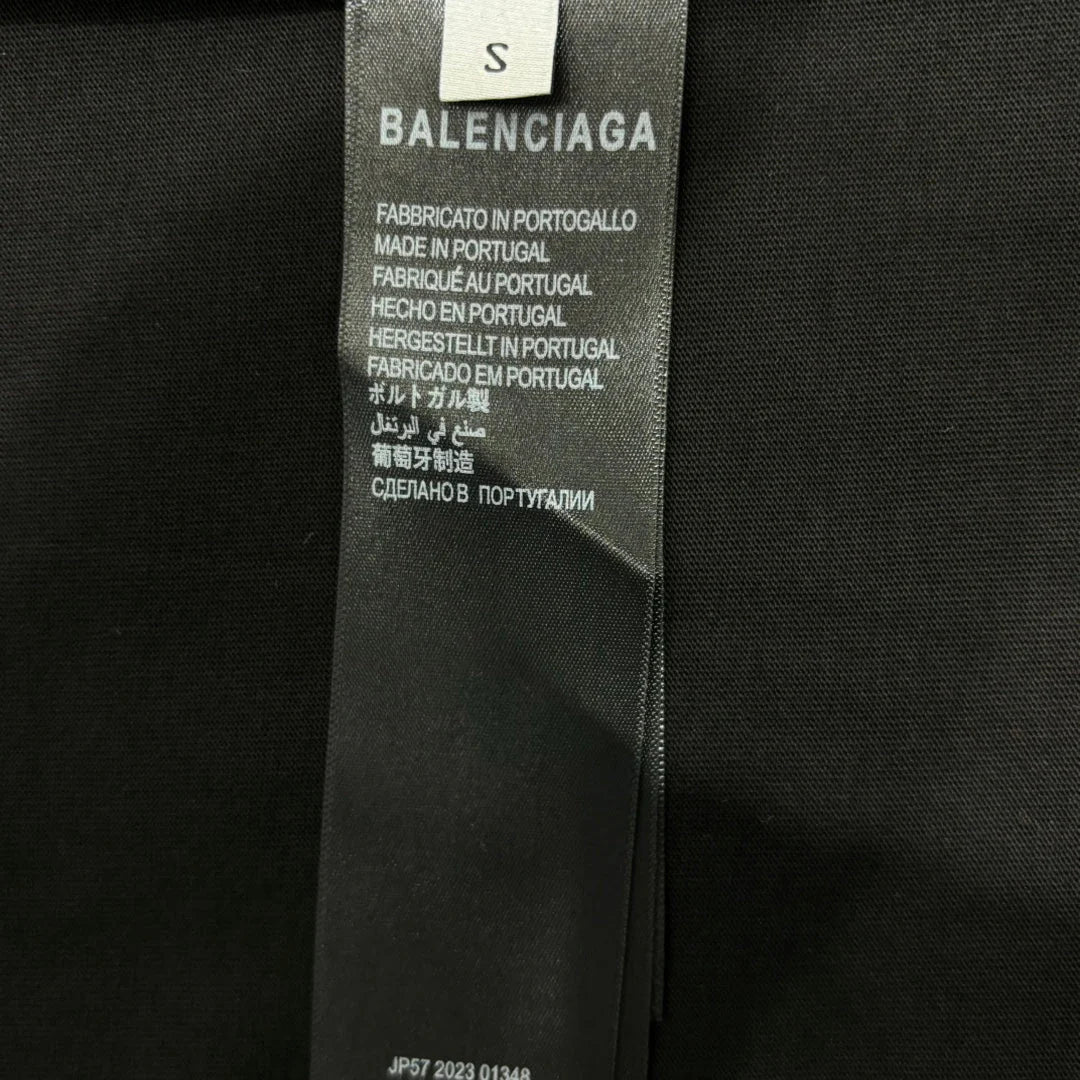 S
BALENCIAGA
FABBRICATO IN PORTOGALLO
MADE IN PORTUGAL
FABRIQUÉ AU PORTUGAL
HECHO EN PORTUGAL
HERGESTELLT IN PORTUGAL
FABRICADO EM PORTUGAL
ポルトガル製
صنع في البرتغال
葡萄牙制造
СДЕЛАНО В ПОРТУГАЛИИ
JP57 2023 01348